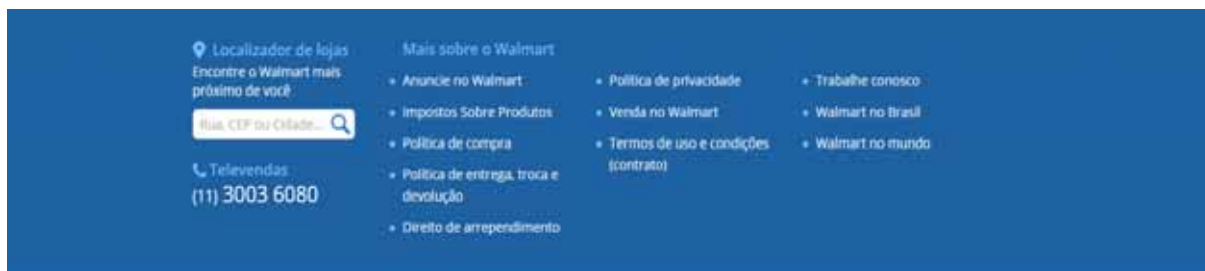 Localizador de lojas
Encontre o Walmart mais
próximo de você
Rua, CEP ou Cidade...
Televendas
(11) 3003 6080
Mais sobre o Walmart
Anuncie no Walmart
Impostos Sobre Produtos
Política de compra
Política de entrega, troca e
devolução
Direito de arrependimento
Política de privacidade
Venda no Walmart
Termos de uso e condições
(contrato)
Trabalhe conosco
Walmart no Brasil
Walmart no mundo